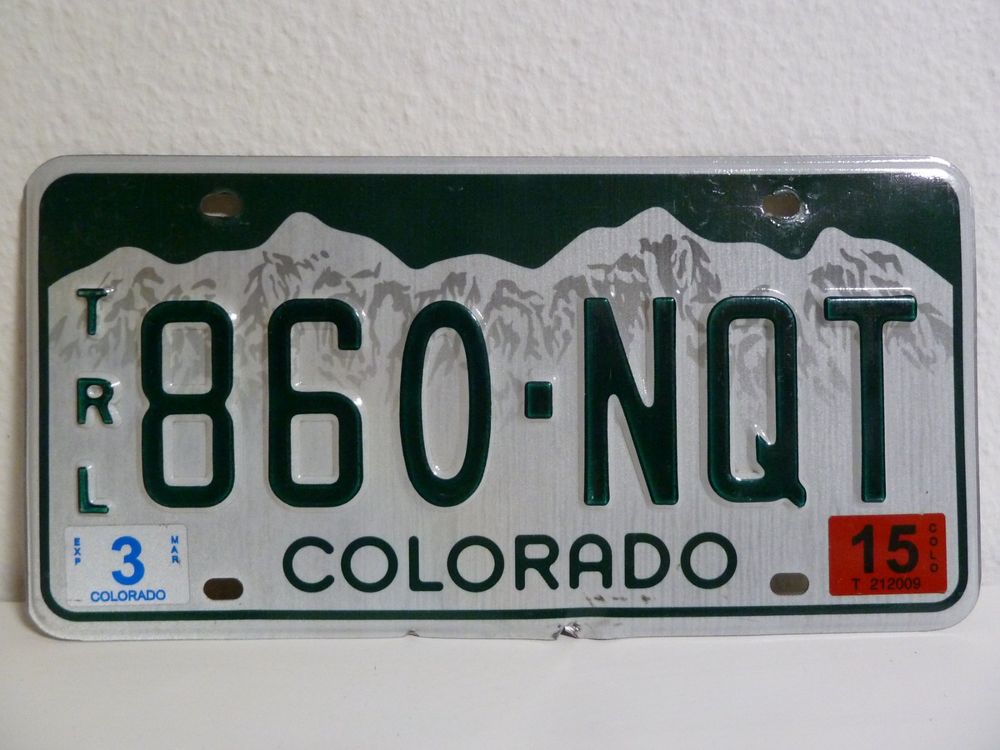 TRL
860·NQT
EXP 3 MAR
COLORADO
COLORADO
15 COLO
T 212009